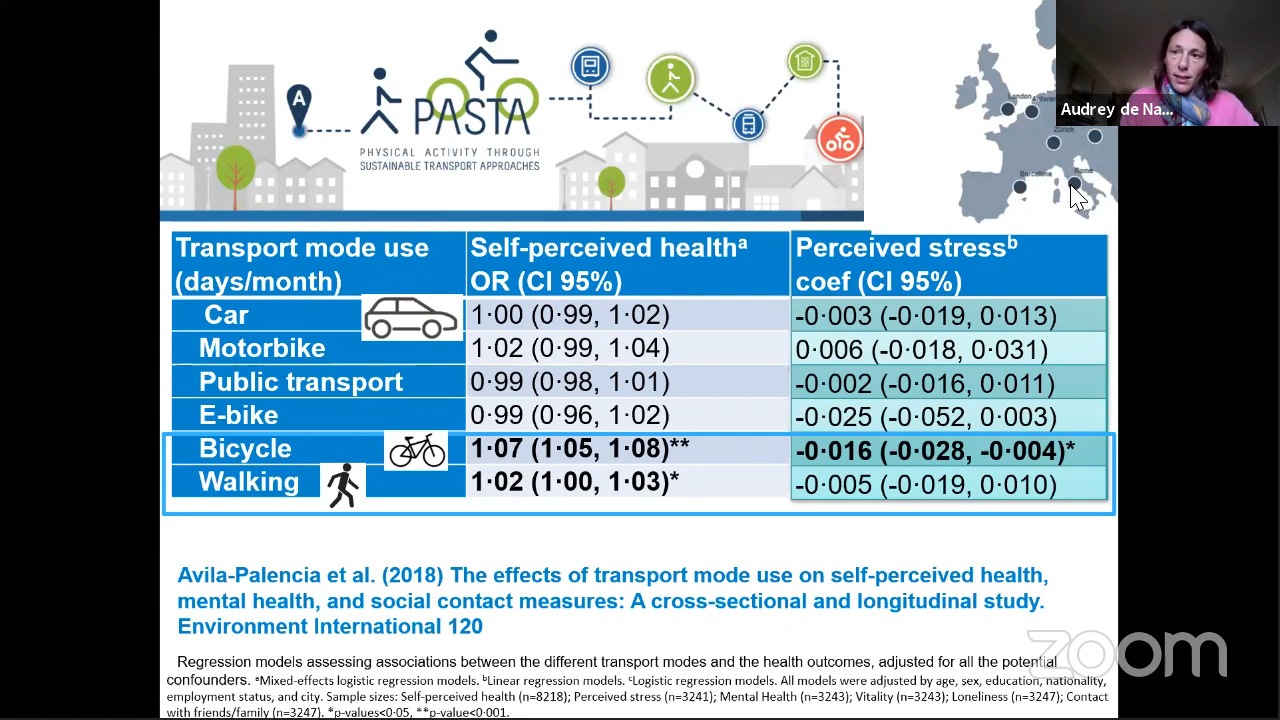 A
PASTA
PHYSICAL ACTIVITY THROUGH
SUSTAINABLE TRANSPORT APPROACHES
London
Zürich
Barcelona
Rome
Audrey de Na...
Transport mode use
(days/month)
Self-perceived healthᵃ
OR (CI 95%)
Perceived stressᵇ
coef (CI 95%)
Car 1·00 (0·99, 1·02) -0·003 (-0·019, 0·013)
Motorbike 1·02 (0·99, 1·04) 0·006 (-0·018, 0·031)
Public transport 0·99 (0·98, 1·01) -0·002 (-0·016, 0·011)
E-bike 0·99 (0·96, 1·02) -0·025 (-0·052, 0·003)
Bicycle 1·07 (1·05, 1·08)** -0·016 (-0·028, -0·004)*
Walking 1·02 (1·00, 1·03)* -0·005 (-0·019, 0·010)
Avila-Palencia et al. (2018) The effects of transport mode use on self-perceived health,
mental health, and social contact measures: A cross-sectional and longitudinal study.
Environment International 120
zoom
Regression models assessing associations between the different transport modes and the health outcomes, adjusted for all the potential
confounders. ᵃMixed-effects logistic regression models. ᵇLinear regression models. ᶜLogistic regression models. All models were adjusted by age, sex, education, nationality,
employment status, and city. Sample sizes: Self-perceived health (n=8218); Perceived stress (n=3241); Mental Health (n=3243); Vitality (n=3243); Loneliness (n=3247); Contact
with friends/family (n=3247). *p-values<0·05, **p-value<0·001.